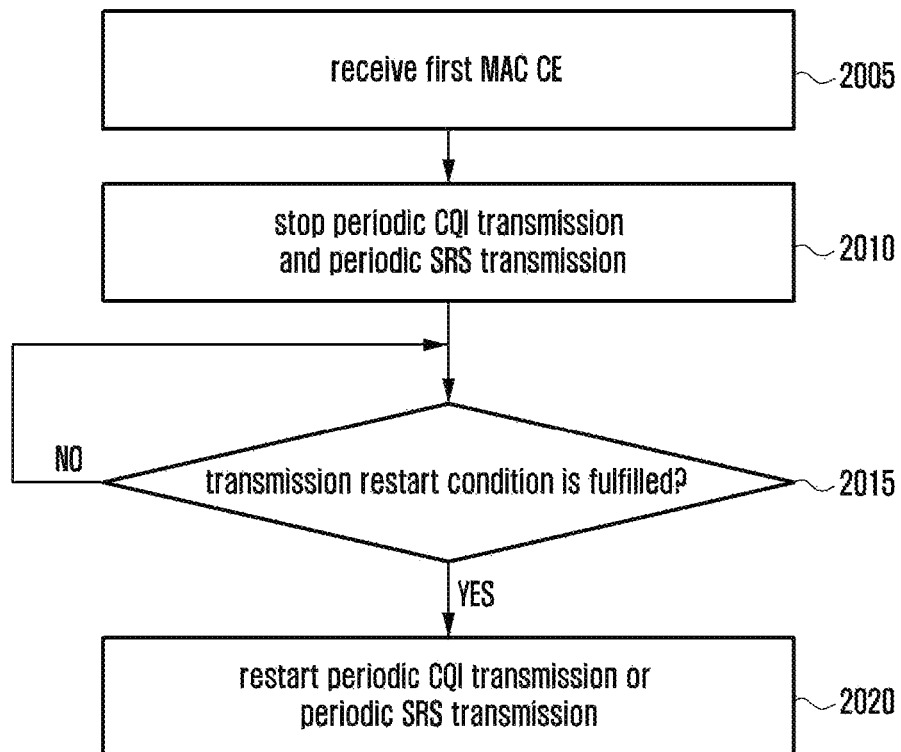 receive first MAC CE
2005
stop periodic CQI transmission
and periodic SRS transmission
2010
NO
transmission restart condition is fulfilled?
2015
YES
restart periodic CQI transmission or
periodic SRS transmission
2020